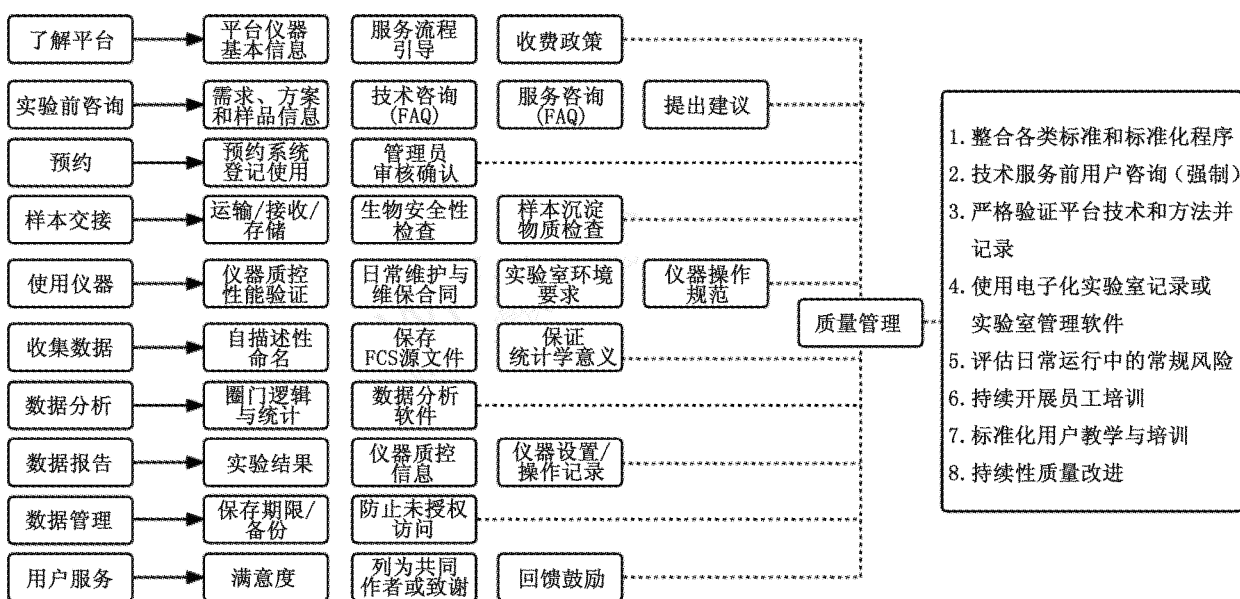 了解平台
平台仪器
基本信息
服务流程
引导
收费政策
实验前咨询
需求、方案
和样品信息
技术咨询
(FAQ)
服务咨询
(FAQ)
提出建议
预约
预约系统
登记使用
管理员
审核确认
样本交接
运输/接收/
存储
生物安全性
检查
样本沉淀
物质检查
使用仪器
仪器质控
性能验证
日常维护与
维保合同
实验室环境
要求
仪器操作
规范
收集数据
自描述性
命名
保存
FCS源文件
保证
统计学意义
数据分析
圈门逻辑
与统计
数据分析
软件
数据报告
实验结果
仪器质控
信息
仪器设置/
操作记录
数据管理
保存期限/
备份
防止未授权
访问
用户服务
满意度
列为共同
作者或致谢
回馈鼓励
质量管理
1. 整合各类标准和标准化程序
2. 技术服务前用户咨询（强制）
3. 严格验证平台技术和方法并
记录
4. 使用电子化实验室记录或
实验室管理软件
5. 评估日常运行中的常规风险
6. 持续开展员工培训
7. 标准化用户教学与培训
8. 持续性质量改进